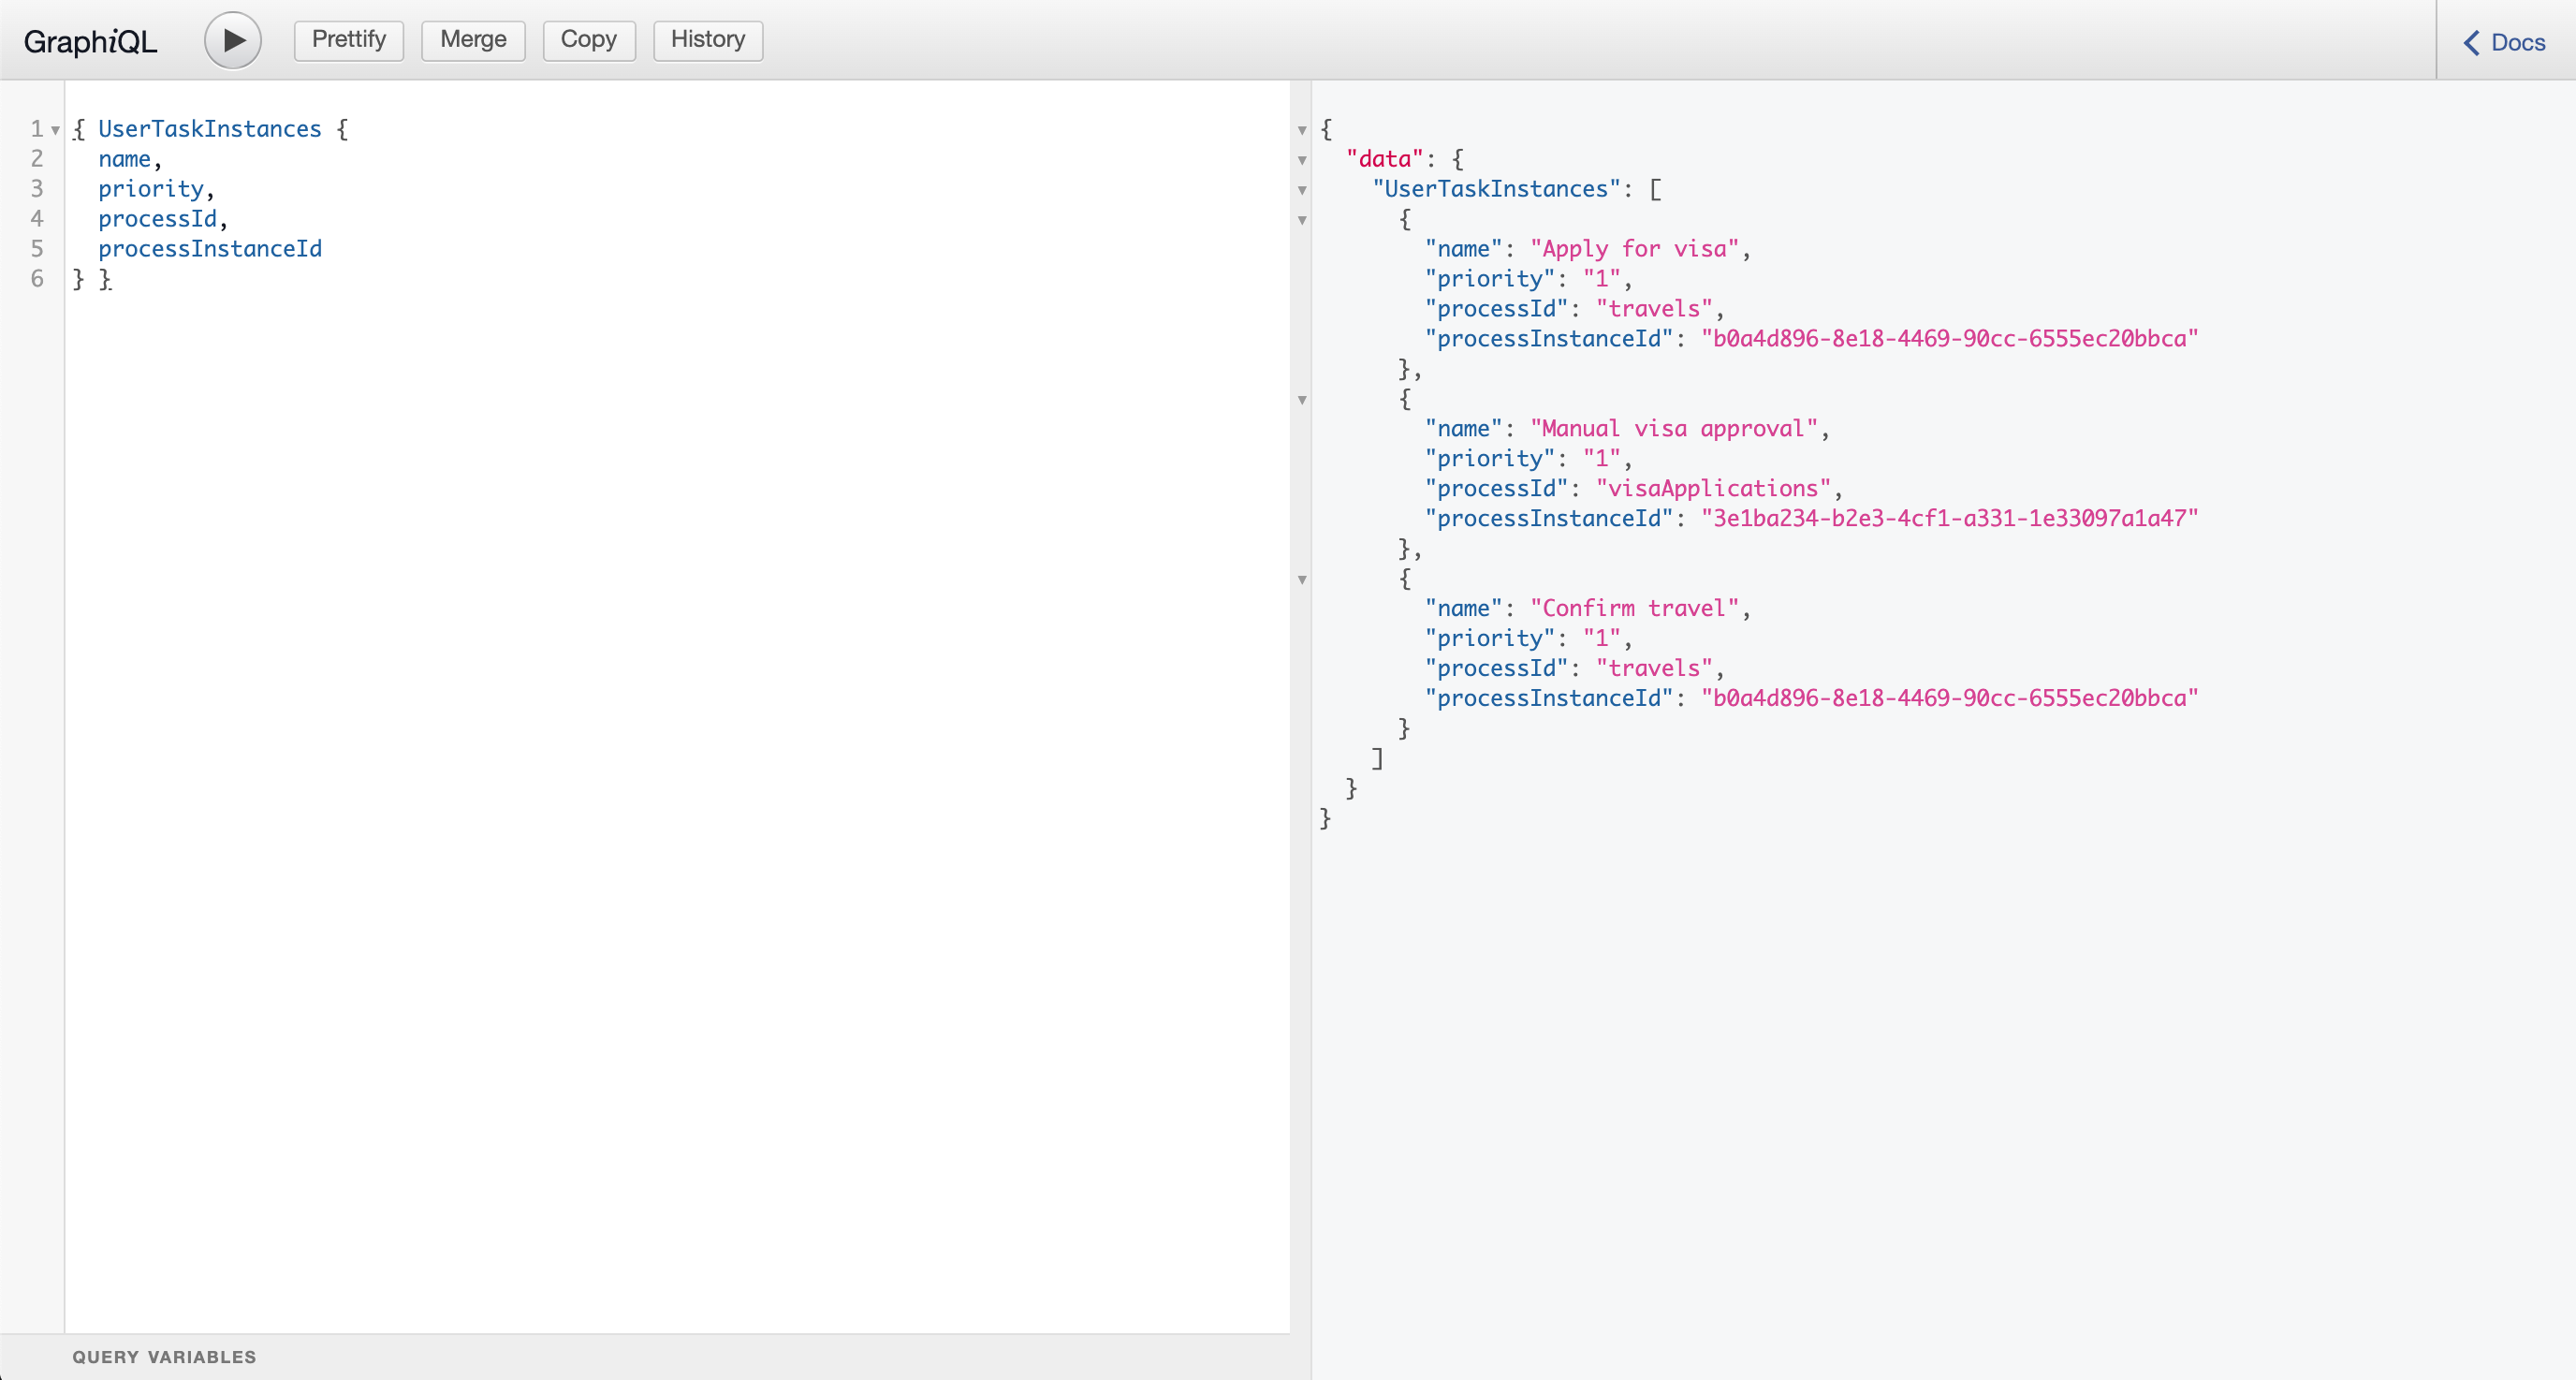 GraphiQL
Prettify
Merge
Copy
History
Docs
1 { UserTaskInstances {
2 name,
3 priority,
4 processId,
5 processInstanceId
6 } }
QUERY VARIABLES
{
"data": {
"UserTaskInstances": [
{
"name": "Apply for visa",
"priority": "1",
"processId": "travels",
"processInstanceId": "b0a4d896-8e18-4469-90cc-6555ec20bbca"
},
{
"name": "Manual visa approval",
"priority": "1",
"processId": "visaApplications",
"processInstanceId": "3e1ba234-b2e3-4cf1-a331-1e33097a1a47"
},
{
"name": "Confirm travel",
"priority": "1",
"processId": "travels",
"processInstanceId": "b0a4d896-8e18-4469-90cc-6555ec20bbca"
}
]
}
}